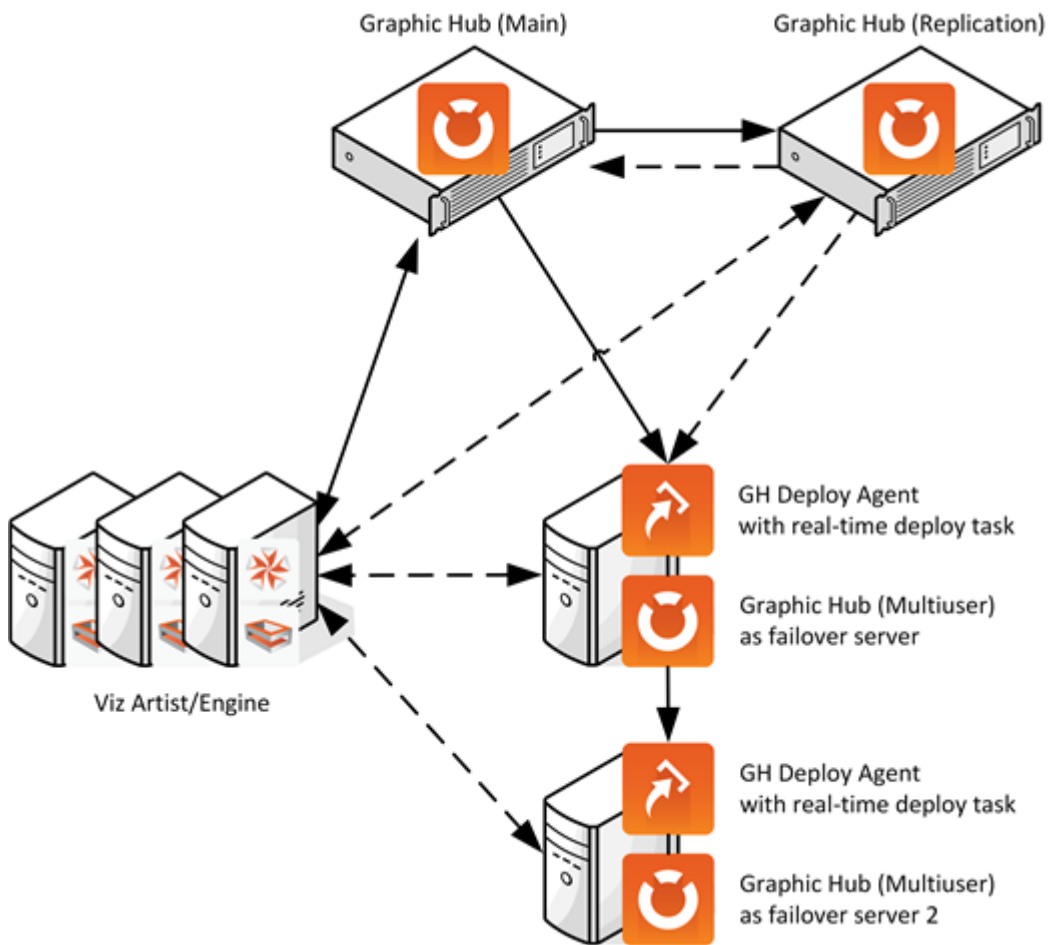 Graphic Hub (Main)
Graphic Hub (Replication)
GH Deploy Agent
with real-time deploy task
Graphic Hub (Multiuser)
as failover server
Viz Artist/Engine
GH Deploy Agent
with real-time deploy task
Graphic Hub (Multiuser)
as failover server 2